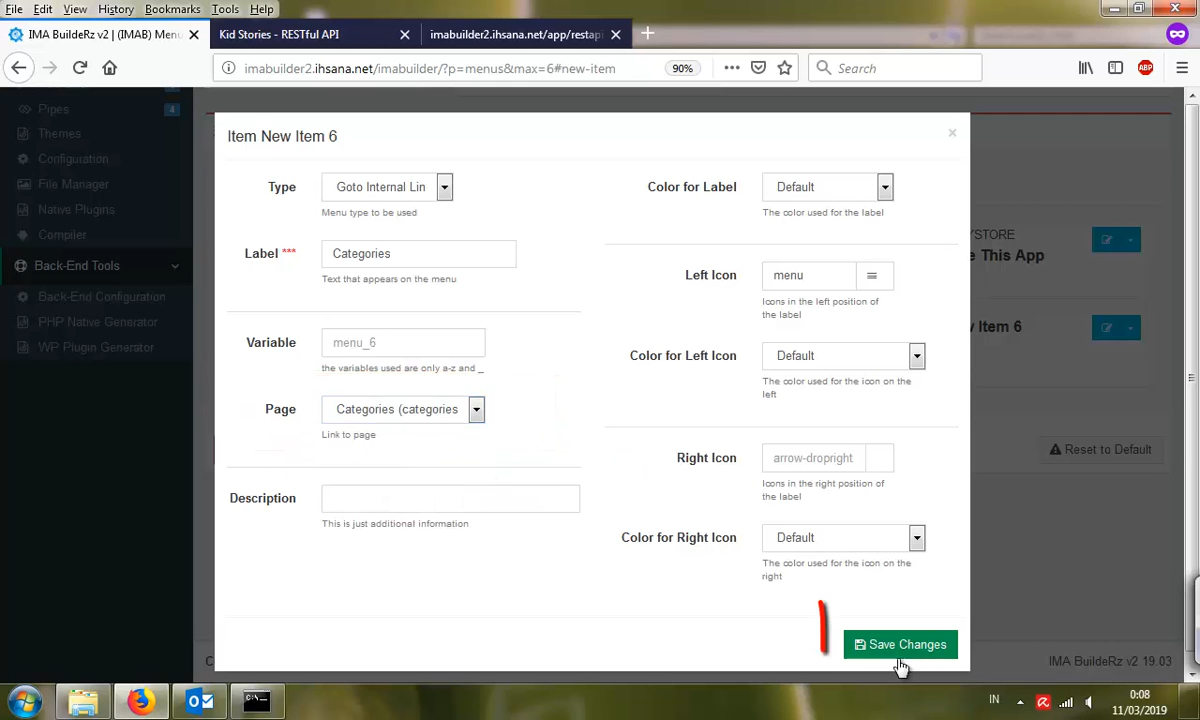 File Edit View History Bookmarks Tools Help
IMA BuildeRz v2 | (IMAB) Menu
Kid Stories - RESTful API
imabuilder2.ihsana.net/app/restapi
imabuilder2.ihsana.net/imabuilder/?p=menus&max=6#new-item
90%
Search
ABP
Pipes 4
Themes
Configuration
File Manager
Native Plugins
Compiler
Back-End Tools
Back-End Configuration
PHP Native Generator
WP Plugin Generator
Item New Item 6
×
Type
Goto Internal Lin
Menu type to be used
Label ***
Categories
Text that appears on the menu
Variable
menu_6
the variables used are only a-z and _
Page
Categories (categories
Link to page
Description
This is just additional information
Color for Label
Default
The color used for the label
Left Icon
menu
Icons in the left position of
the label
Color for Left Icon
Default
The color used for the icon on the
left
Right Icon
arrow-dropright
Icons in the right position of
the label
Color for Right Icon
Default
The color used for the icon on the
right
Save Changes
e This App
Item 6
Reset to Default
IMA BuildeRz v2 19.03
IN
0:08
11/03/2019